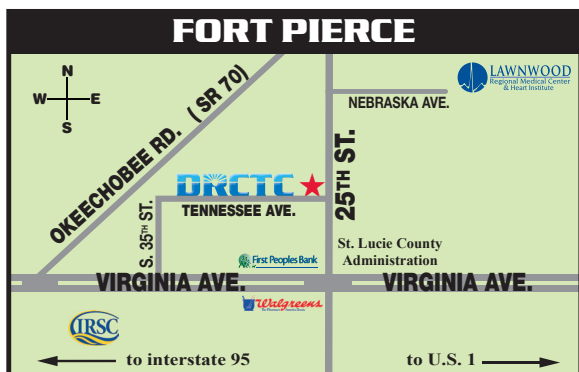 FORT PIERCE
N
W E
S
OKEECHOBEE RD. ( SR 70)
LAWNWOOD
Regional Medical Center
& Heart Institute
NEBRASKA AVE.
25TH ST.
DRCTC
TENNESSEE AVE.
S. 35TH ST.
First Peoples Bank
St. Lucie County
Administration
VIRGINIA AVE.
VIRGINIA AVE.
Walgreens
IRSC
to interstate 95
to U.S. 1